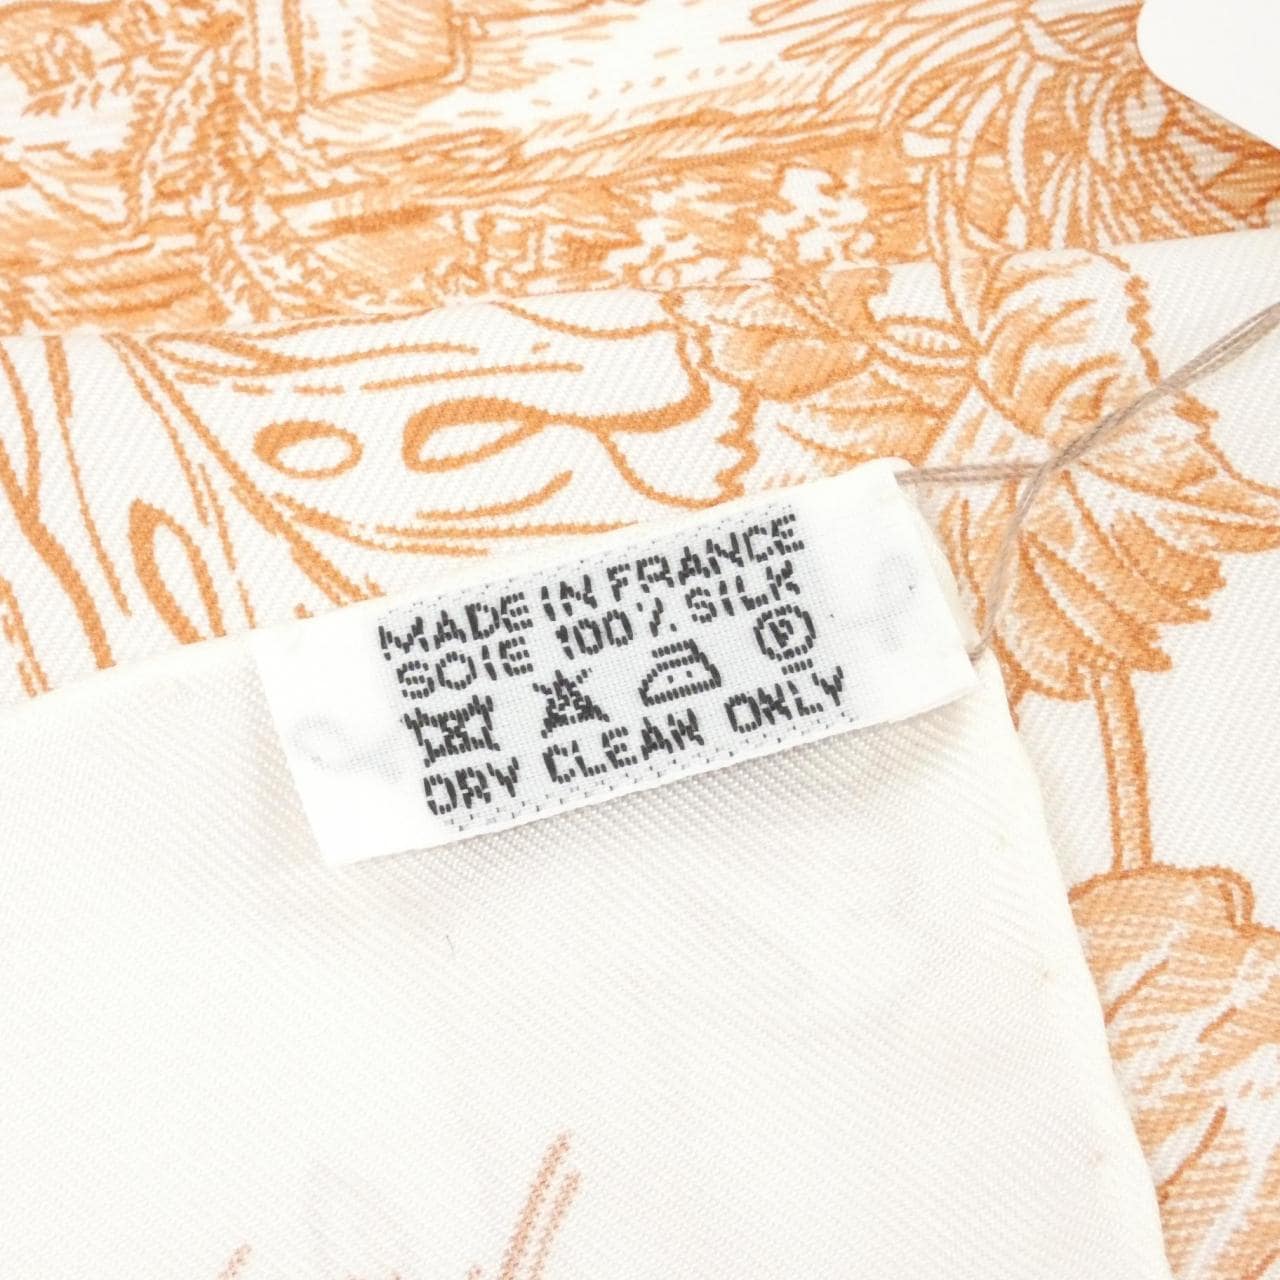 MADE IN FRANCE
SOIE 100% SILK
P
DRY CLEAN ONLY